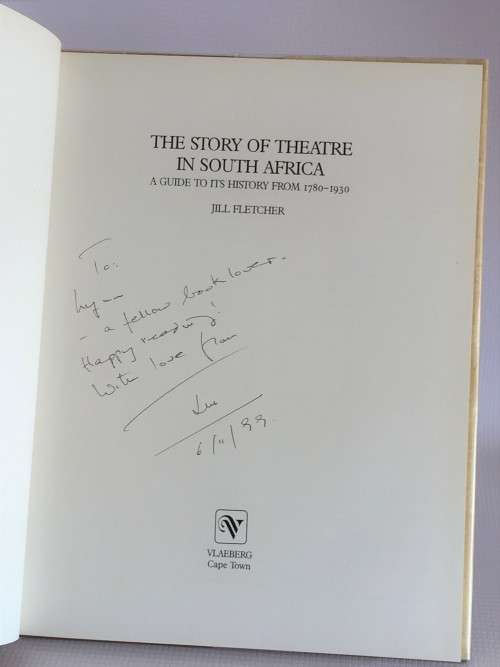 THE STORY OF THEATRE
IN SOUTH AFRICA
A GUIDE TO ITS HISTORY FROM 1780–1930
JILL FLETCHER
To:
- a fellow book lover.
Happy reading!
With love from
6/11/99
VLAEBERG
Cape Town